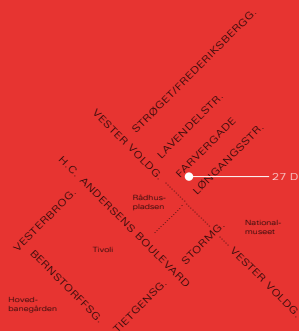 STRØGET/FREDERIKSBERGG.
LAVENDELSTR.
VESTER VOLDG.
FARVERGADE
LØNGANGSSTR.
27 D
H.C. ANDERSENS BOULEVARD
Rådhus-
pladsen
VESTERBROG.
National-
museet
STORMG.
Tivoli
BERNSTORFFSG.
VESTER VOLDG
TIETGENSG.
Hoved-
banegården